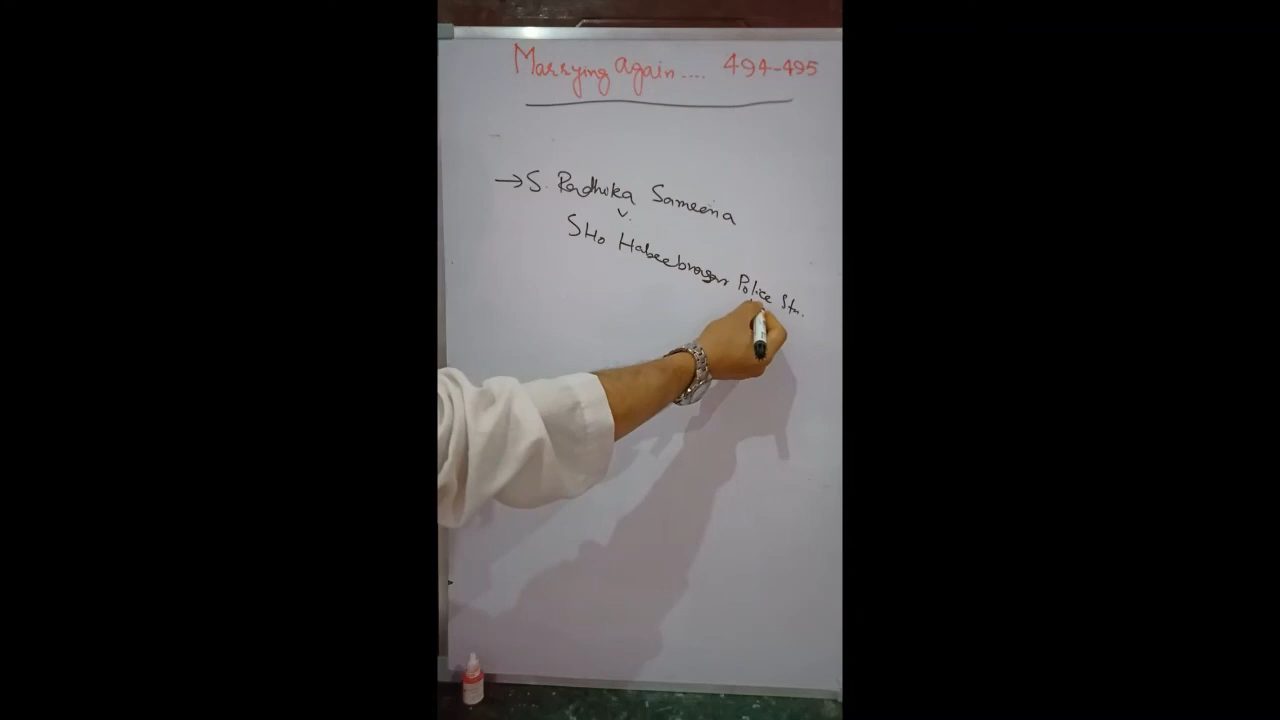 Marrying Again.... 494-495
→ S. Radhika Sameena
v.
SHo Habeebnagar Police Stn.